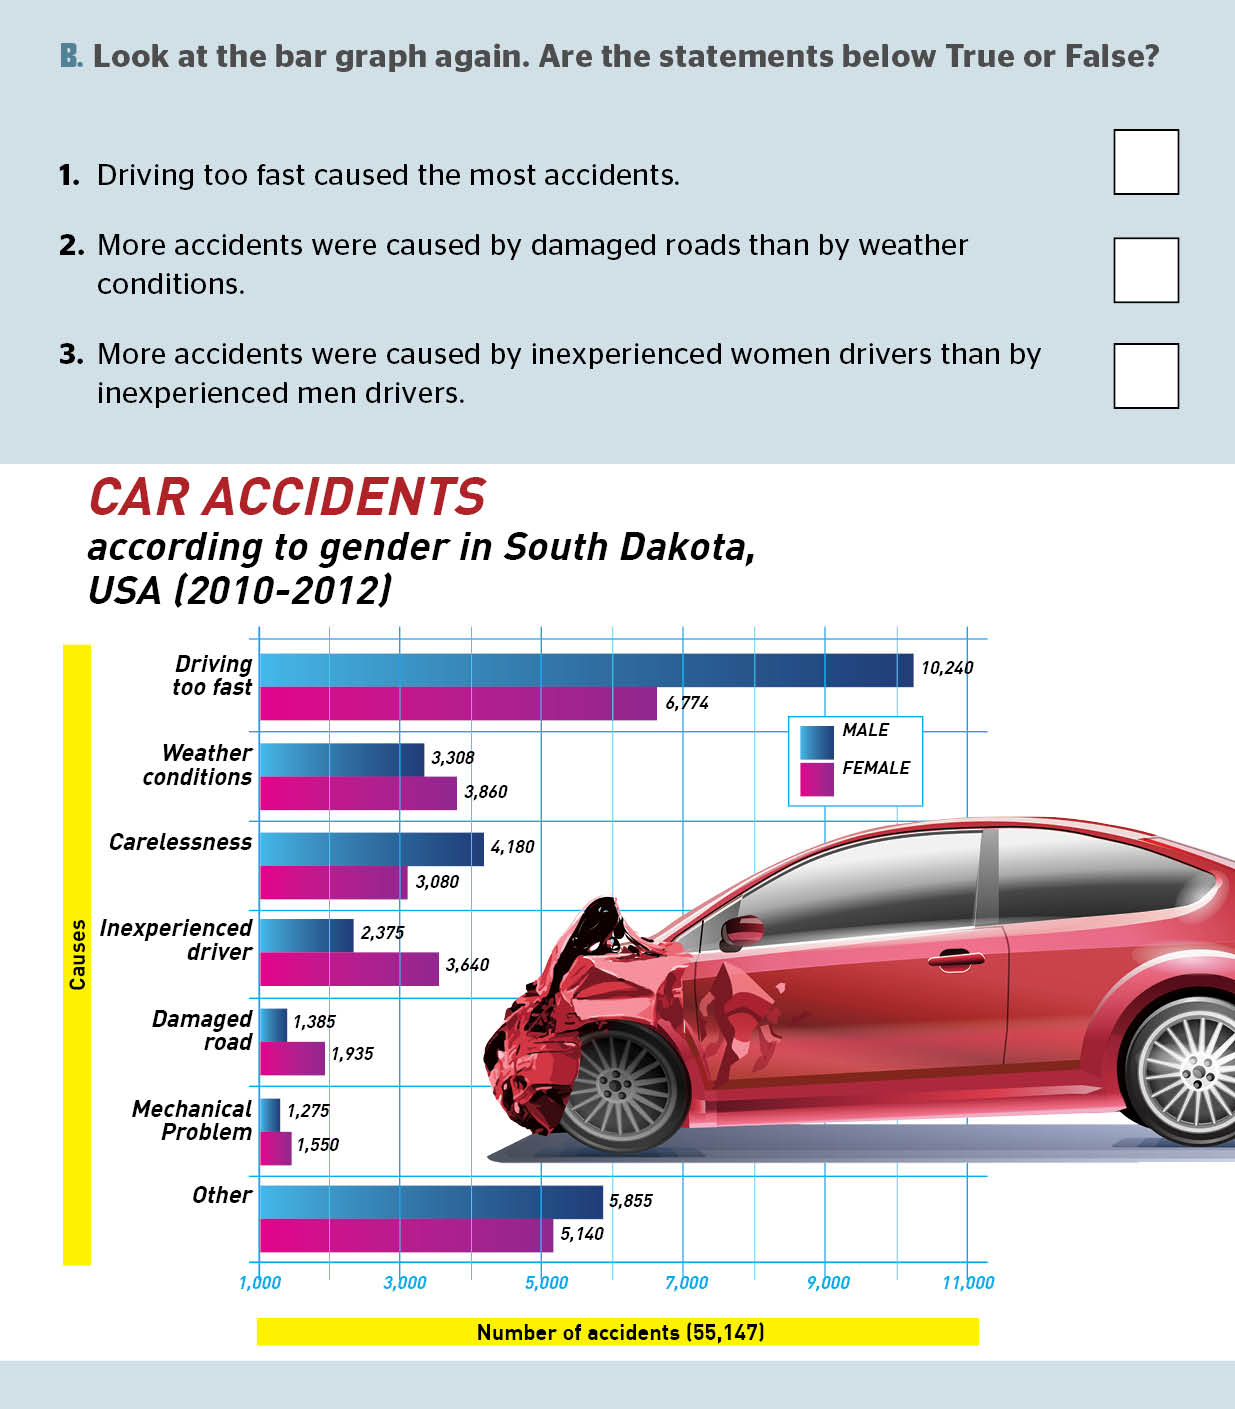 B. Look at the bar graph again. Are the statements below True or False?
1. Driving too fast caused the most accidents.
2. More accidents were caused by damaged roads than by weather
conditions.
3. More accidents were caused by inexperienced women drivers than by
inexperienced men drivers.
CAR ACCIDENTS
according to gender in South Dakota,
USA (2010-2012)
Causes
Driving
too fast
10,240
6,774
MALE
FEMALE
Weather
conditions
3,308
3,860
Carelessness
4,180
3,080
Inexperienced
driver
2,375
3,640
Damaged
road
1,385
1,935
Mechanical
Problem
1,275
1,550
Other
5,855
5,140
1,000 3,000 5,000 7,000 9,000 11,000
Number of accidents (55,147)